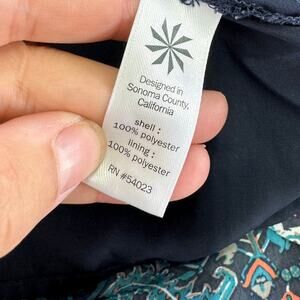 Designed in
Sonoma County,
California
shell :
100% polyester
lining :
100% polyester
RN #54023